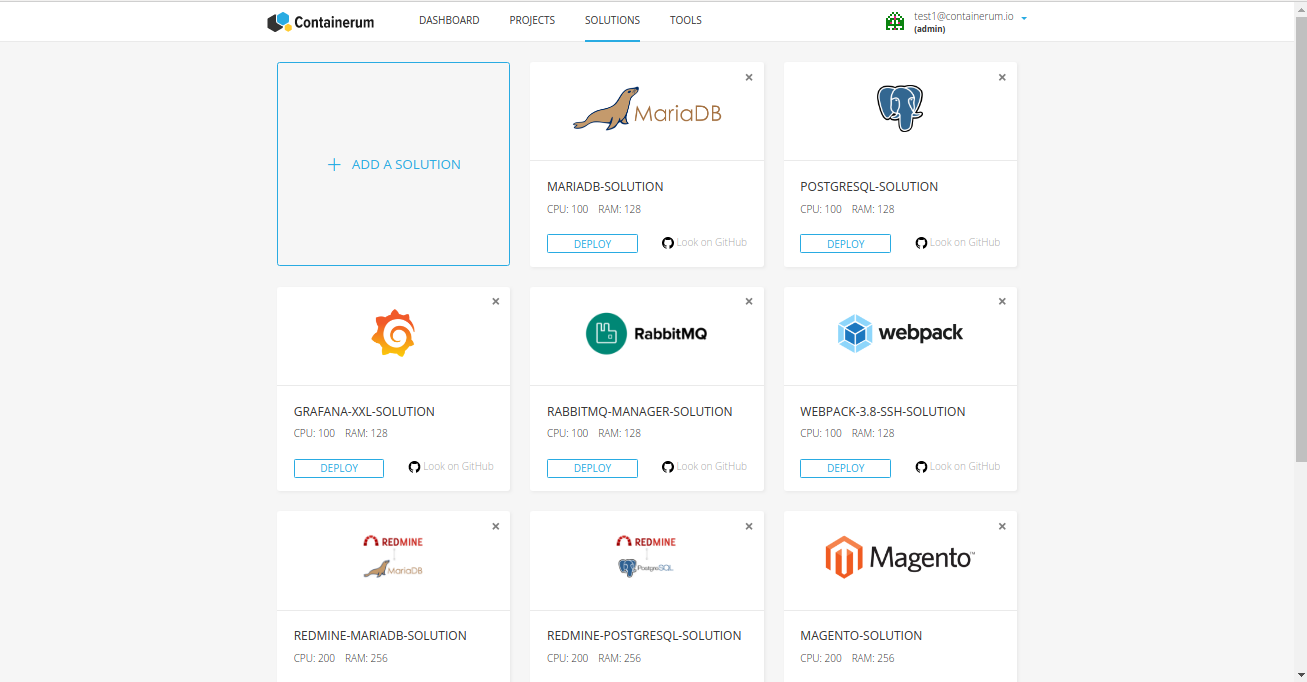 Containerum
DASHBOARD
PROJECTS
SOLUTIONS
TOOLS
test1@containerum.io
(admin)
+ ADD A SOLUTION
×
MariaDB
MARIADB-SOLUTION
CPU: 100 RAM: 128
DEPLOY
Look on GitHub
×
POSTGRESQL-SOLUTION
CPU: 100 RAM: 128
DEPLOY
Look on GitHub
×
GRAFANA-XXL-SOLUTION
CPU: 100 RAM: 128
DEPLOY
Look on GitHub
×
RabbitMQ
RABBITMQ-MANAGER-SOLUTION
CPU: 100 RAM: 128
DEPLOY
Look on GitHub
×
webpack
WEBPACK-3.8-SSH-SOLUTION
CPU: 100 RAM: 128
DEPLOY
Look on GitHub
×
REDMINE
MariaDB
REDMINE-MARIADB-SOLUTION
CPU: 200 RAM: 256
×
REDMINE
PostgreSQL
REDMINE-POSTGRESQL-SOLUTION
CPU: 200 RAM: 256
×
Magento™
MAGENTO-SOLUTION
CPU: 200 RAM: 256